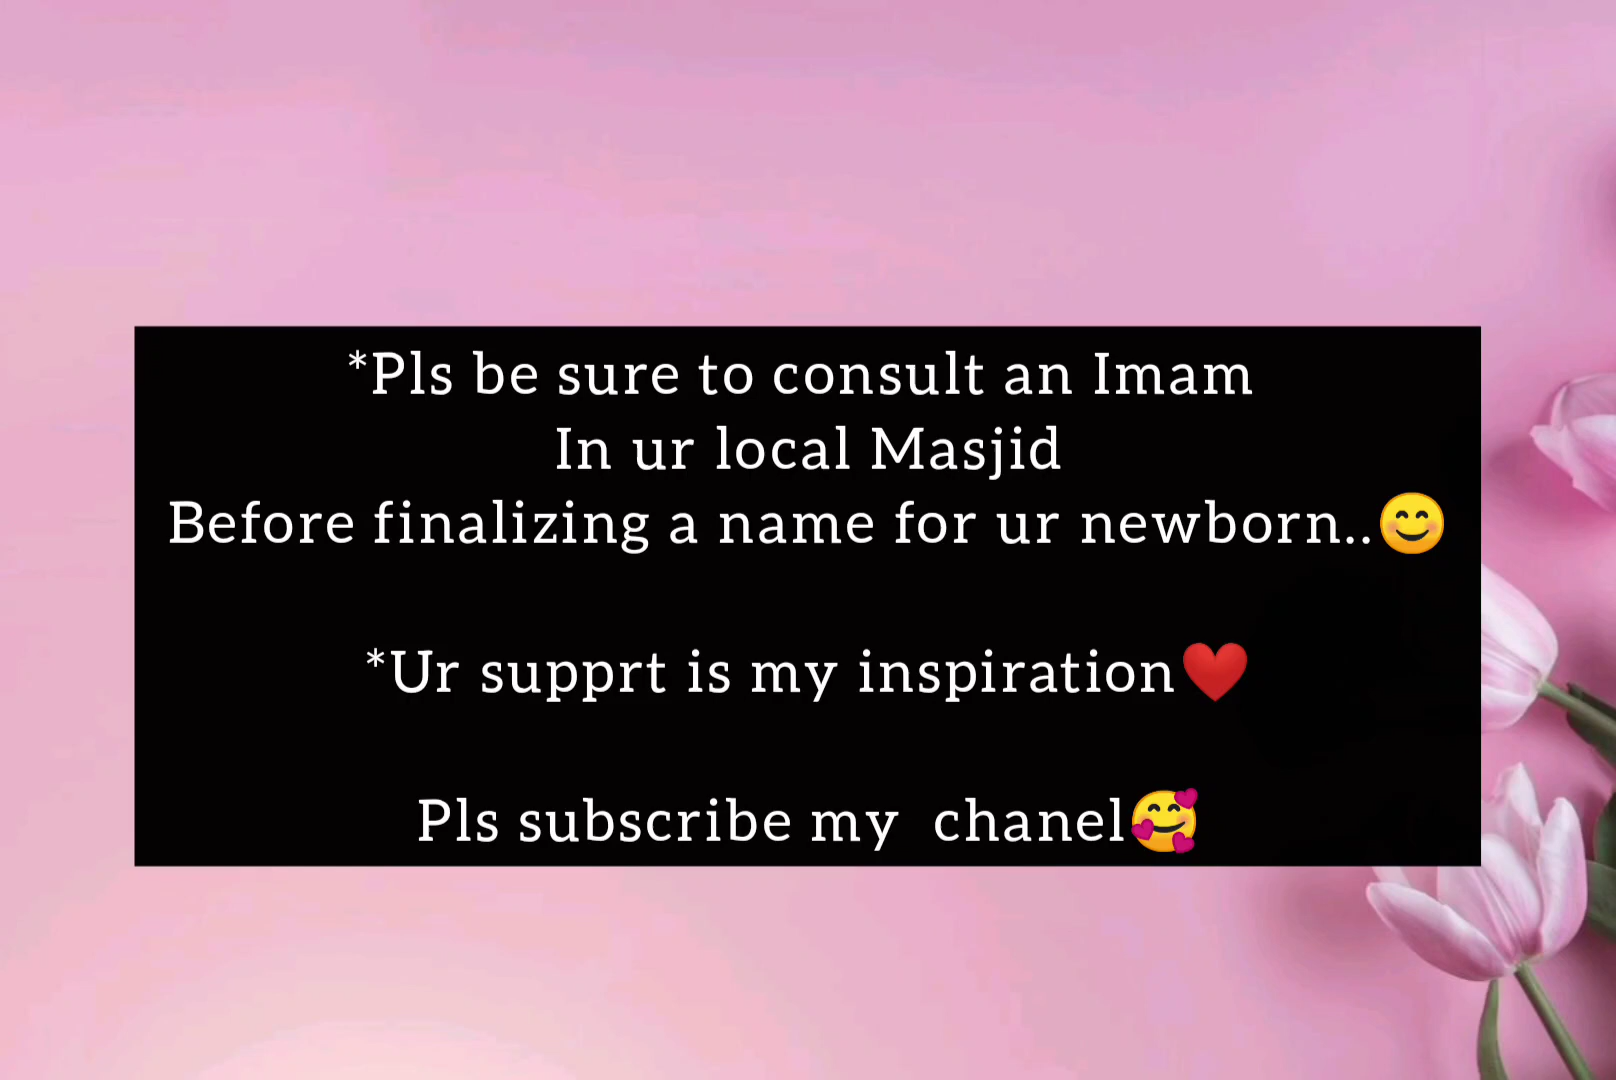 *Pls be sure to consult an Imam
In ur local Masjid
Before finalizing a name for ur newborn..😊
*Ur supprt is my inspiration❤️
Pls subscribe my  chanel🥰